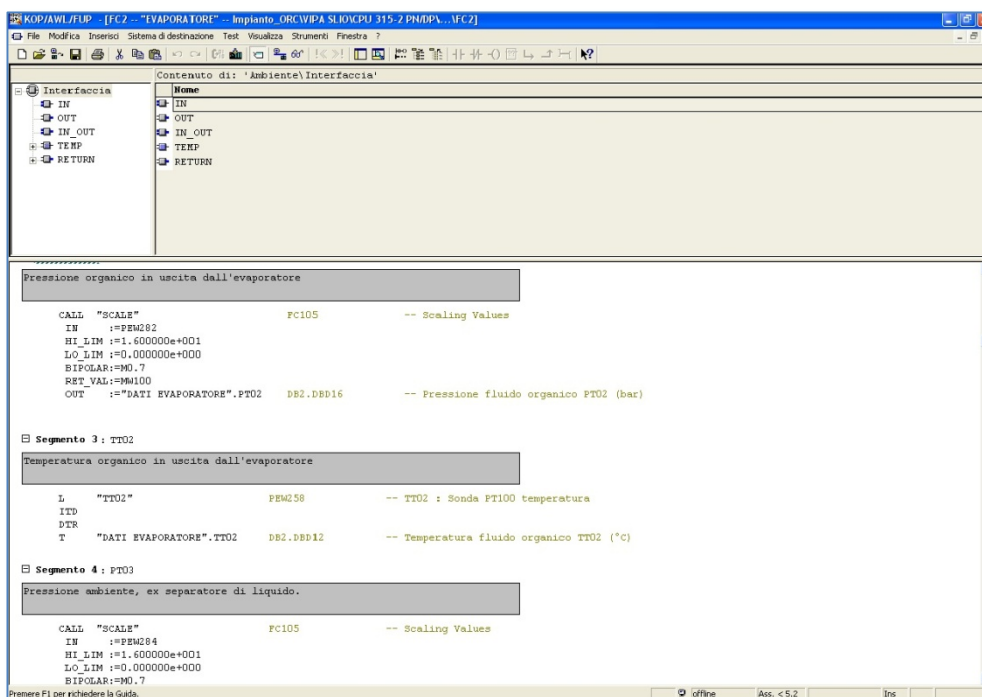 KOP/AWL/FUP - [FC2 -- "EVAPORATORE" -- Impianto_ORC\VIPA SLIO\CPU 315-2 PN/DP\...\FC2]
File Modifica Inserisci Sistema di destinazione Test Visualizza Strumenti Finestra ?
Contenuto di: 'Ambiente\Interfaccia'
Interfaccia
IN
OUT
IN_OUT
TEMP
RETURN
Nome
IN
OUT
IN_OUT
TEMP
RETURN
Pressione organico in uscita dall'evaporatore
CALL "SCALE" FC105 -- Scaling Values
IN :=PEW282
HI_LIM :=1.600000e+001
LO_LIM :=0.000000e+000
BIPOLAR:=M0.7
RET_VAL:=MW100
OUT :="DATI EVAPORATORE".PT02 DB2.DBD16 -- Pressione fluido organico PT02 (bar)
Segmento 3 : TT02
Temperatura organico in uscita dall'evaporatore
L "TT02" PEW258 -- TT02 : Sonda PT100 temperatura
ITD
DTR
T "DATI EVAPORATORE".TT02 DB2.DBD12 -- Temperatura fluido organico TT02 (°C)
Segmento 4 : PT03
Pressione ambiente, ex separatore di liquido.
CALL "SCALE" FC105 -- Scaling Values
IN :=PEW284
HI_LIM :=1.600000e+001
LO_LIM :=0.000000e+000
BIPOLAR:=M0.7
Premere F1 per richiedere la Guida. offline Ass. < 5.2 Ins